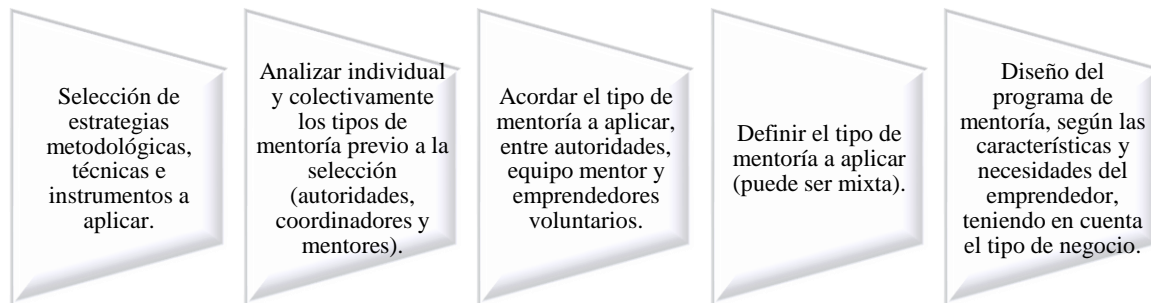 Selección de
estrategias
metodológicas,
técnicas e
instrumentos a
aplicar.
Analizar individual
y colectivamente
los tipos de
mentoría previo a la
selección
(autoridades,
coordinadores y
mentores).
Acordar el tipo de
mentoría a aplicar,
entre autoridades,
equipo mentor y
emprendedores
voluntarios.
Definir el tipo de
mentoría a aplicar
(puede ser mixta).
Diseño del
programa de
mentoría, según las
características y
necesidades del
emprendedor,
teniendo en cuenta
el tipo de negocio.